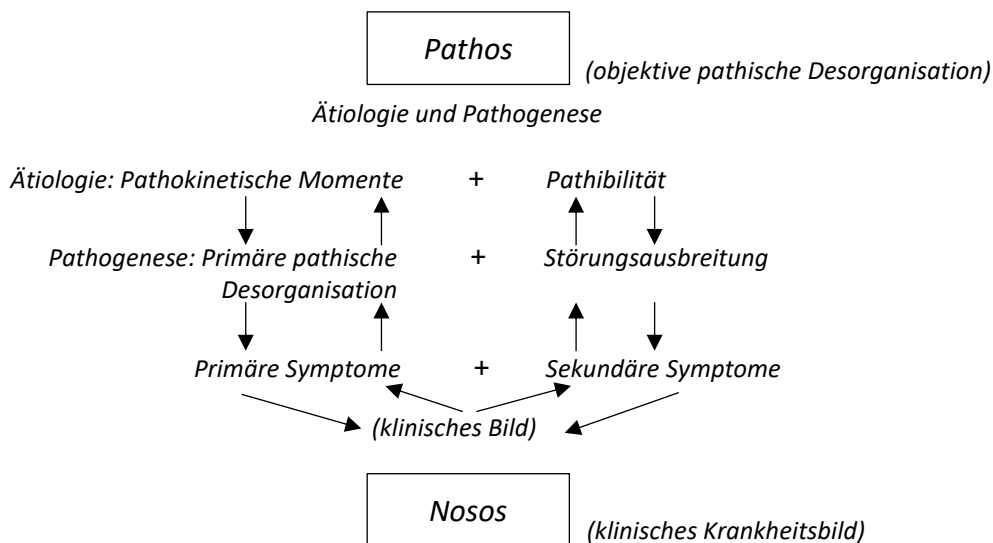 Pathos
(objektive pathische Desorganisation)
Ätiologie und Pathogenese
Ätiologie: Pathokinetische Momente + Pathibilität
Pathogenese: Primäre pathische + Störungsausbreitung
Desorganisation
Primäre Symptome + Sekundäre Symptome
(klinisches Bild)
Nosos
(klinisches Krankheitsbild)